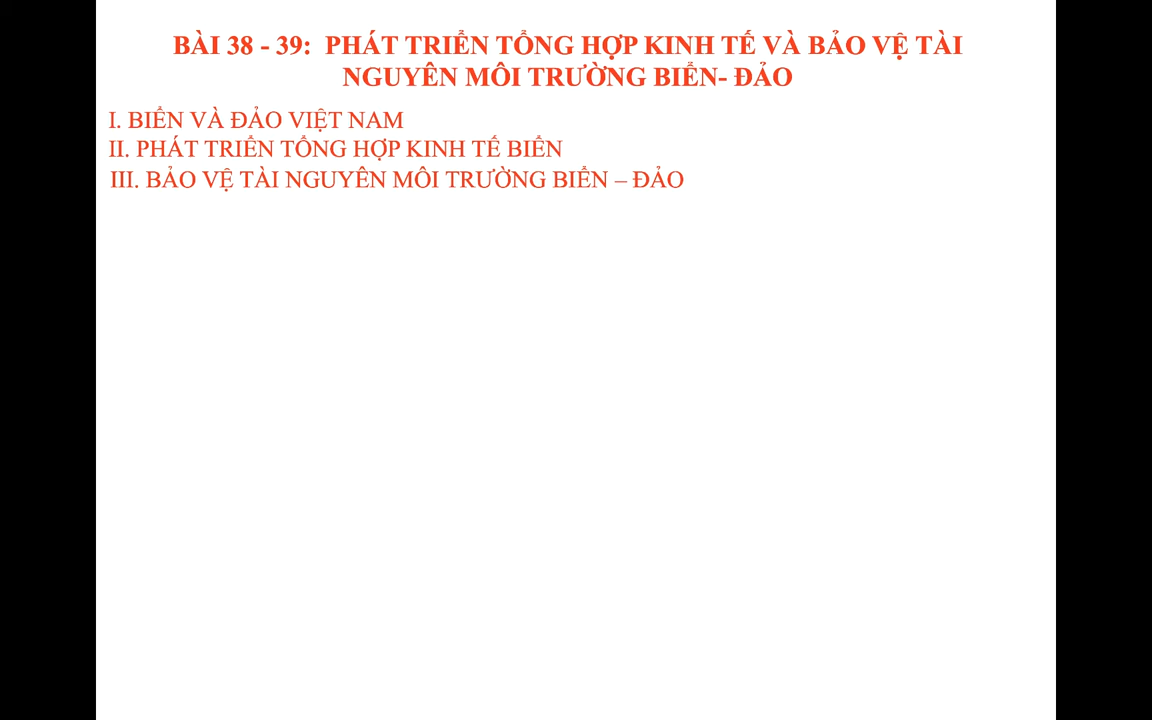 BÀI 38 - 39:  PHÁT TRIỂN TỔNG HỢP KINH TẾ VÀ BẢO VỆ TÀI
NGUYÊN MÔI TRƯỜNG BIỂN- ĐẢO
I. BIỂN VÀ ĐẢO VIỆT NAM
II. PHÁT TRIỂN TỔNG HỢP KINH TẾ BIỂN
III. BẢO VỆ TÀI NGUYÊN MÔI TRƯỜNG BIỂN – ĐẢO